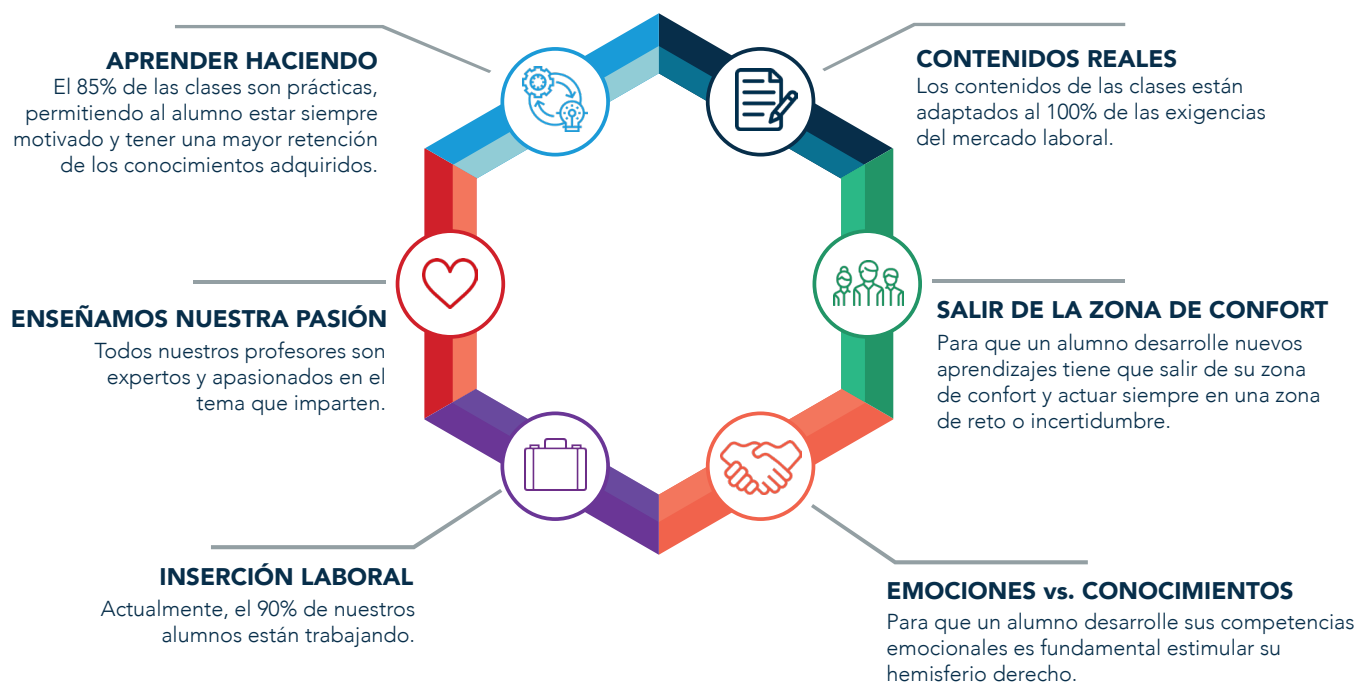 APRENDER HACIENDO
El 85% de las clases son prácticas,
permitiendo al alumno estar siempre
motivado y tener una mayor retención
de los conocimientos adquiridos.
CONTENIDOS REALES
Los contenidos de las clases están
adaptados al 100% de las exigencias
del mercado laboral.
ENSEÑAMOS NUESTRA PASIÓN
Todos nuestros profesores son
expertos y apasionados en el
tema que imparten.
SALIR DE LA ZONA DE CONFORT
Para que un alumno desarrolle nuevos
aprendizajes tiene que salir de su zona
de confort y actuar siempre en una zona
de reto o incertidumbre.
INSERCIÓN LABORAL
Actualmente, el 90% de nuestros
alumnos están trabajando.
EMOCIONES vs. CONOCIMIENTOS
Para que un alumno desarrolle sus competencias
emocionales es fundamental estimular su
hemisferio derecho.